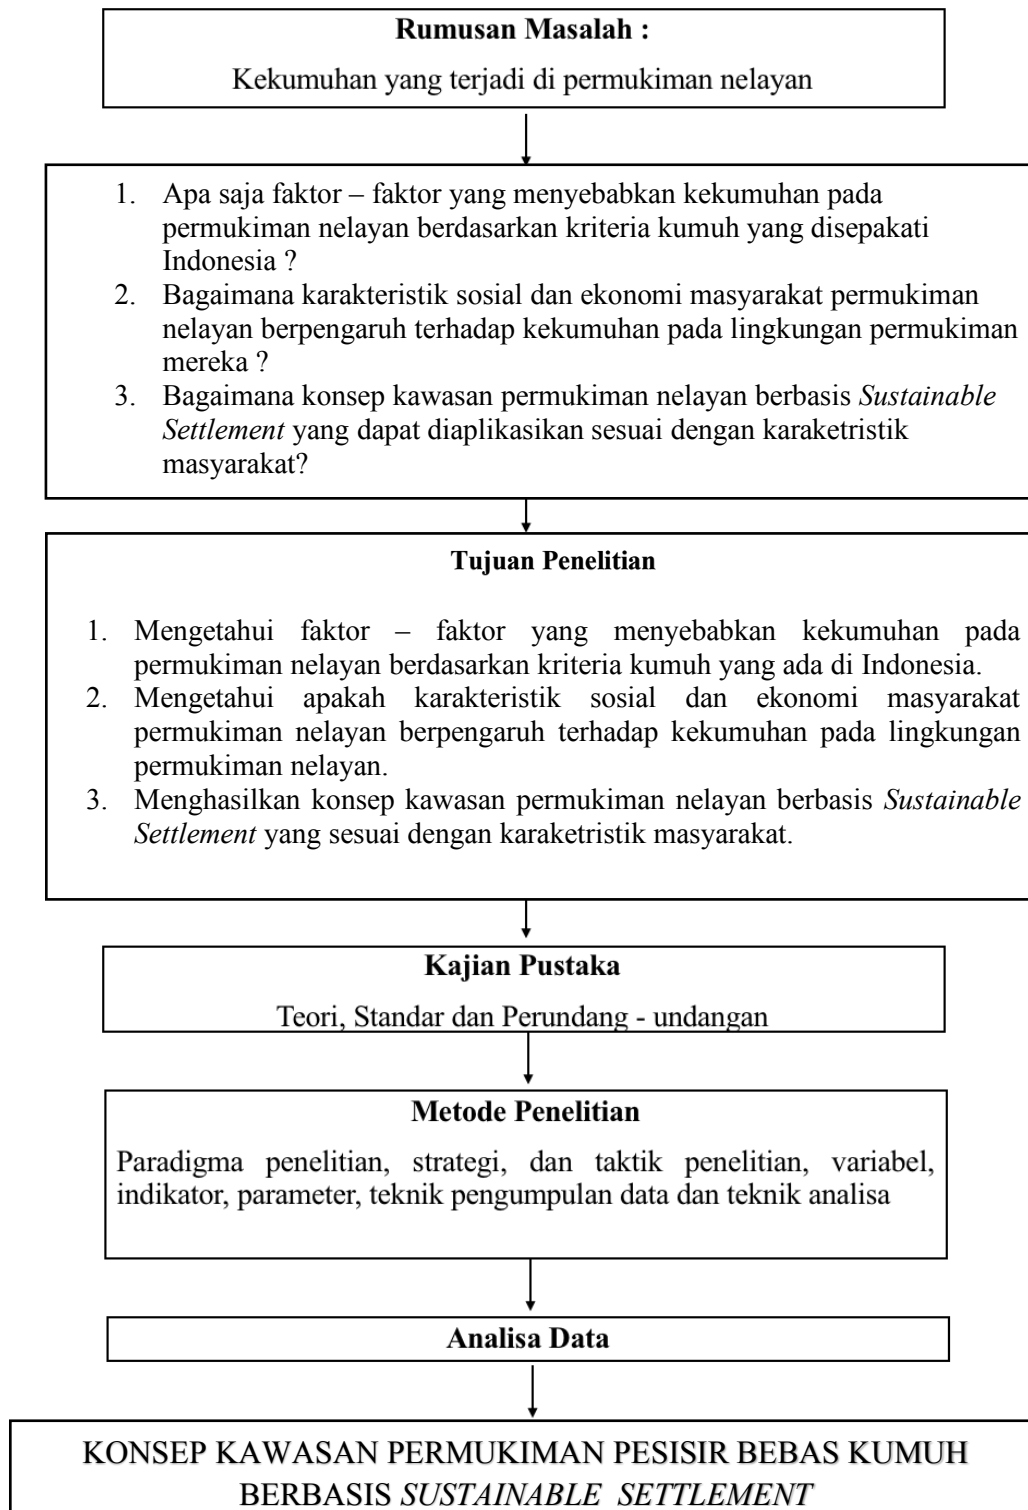 Rumusan Masalah :
Kekumuhan yang terjadi di permukiman nelayan
1. Apa saja faktor – faktor yang menyebabkan kekumuhan pada
permukiman nelayan berdasarkan kriteria kumuh yang disepakati
Indonesia ?
2. Bagaimana karakteristik sosial dan ekonomi masyarakat permukiman
nelayan berpengaruh terhadap kekumuhan pada lingkungan permukiman
mereka ?
3. Bagaimana konsep kawasan permukiman nelayan berbasis Sustainable
Settlement yang dapat diaplikasikan sesuai dengan karaketristik
masyarakat?
Tujuan Penelitian
1. Mengetahui faktor – faktor yang menyebabkan kekumuhan pada
permukiman nelayan berdasarkan kriteria kumuh yang ada di Indonesia.
2. Mengetahui apakah karakteristik sosial dan ekonomi masyarakat
permukiman nelayan berpengaruh terhadap kekumuhan pada lingkungan
permukiman nelayan.
3. Menghasilkan konsep kawasan permukiman nelayan berbasis Sustainable
Settlement yang sesuai dengan karaketristik masyarakat.
Kajian Pustaka
Teori, Standar dan Perundang - undangan
Metode Penelitian
Paradigma penelitian, strategi, dan taktik penelitian, variabel,
indikator, parameter, teknik pengumpulan data dan teknik analisa
Analisa Data
KONSEP KAWASAN PERMUKIMAN PESISIR BEBAS KUMUH
BERBASIS SUSTAINABLE SETTLEMENT